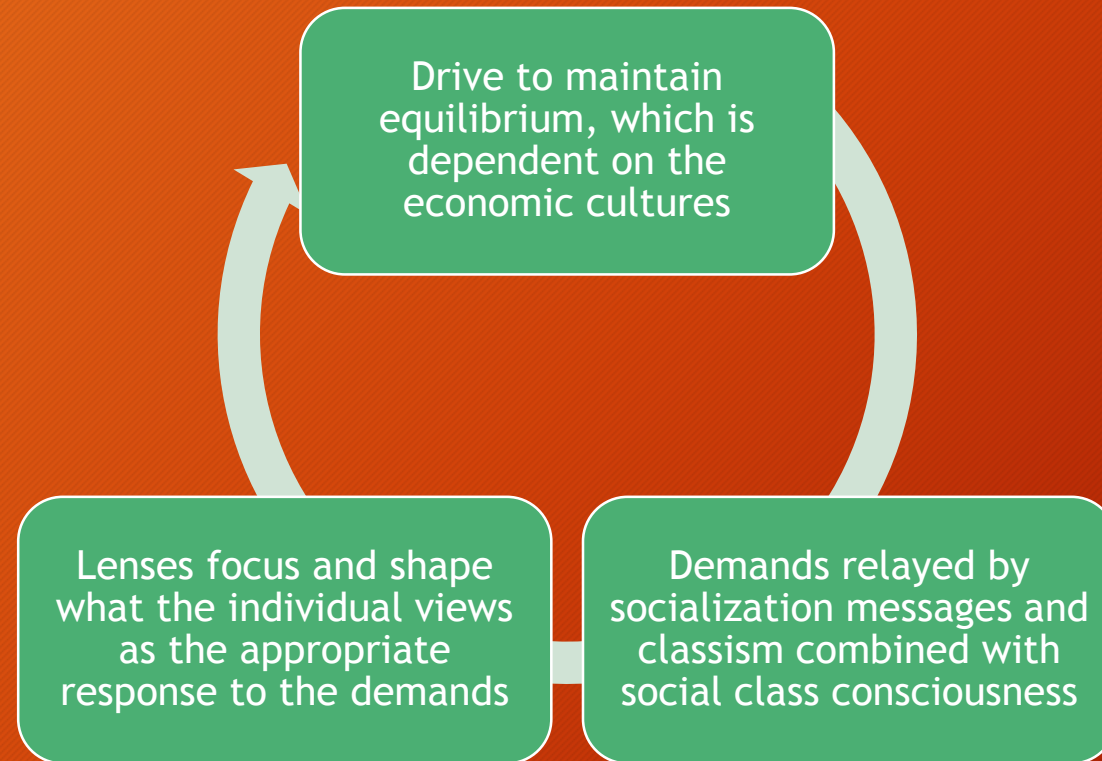 Drive to maintain
equilibrium, which is
dependent on the
economic cultures
Demands relayed by
socialization messages and
classism combined with
social class consciousness
Lenses focus and shape
what the individual views
as the appropriate
response to the demands